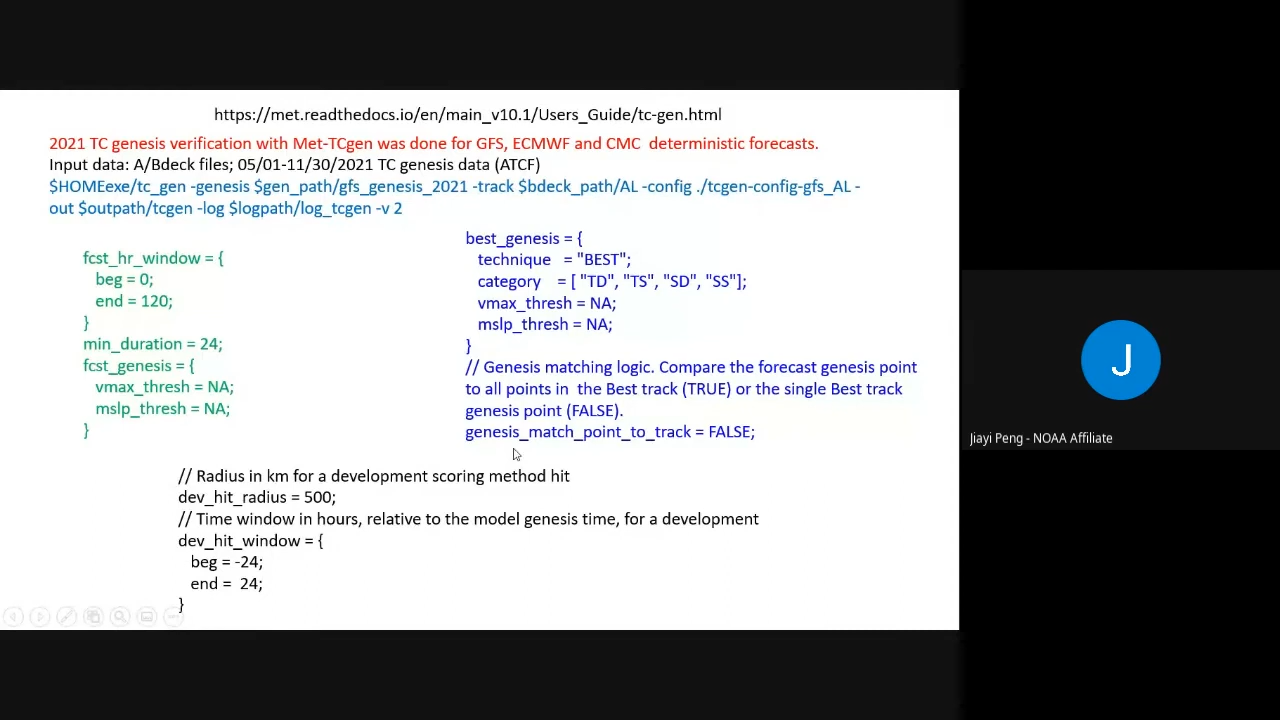 https://met.readthedocs.io/en/main_v10.1/Users_Guide/tc-gen.html
2021 TC genesis verification with Met-TCgen was done for GFS, ECMWF and CMC deterministic forecasts.
Input data: A/Bdeck files; 05/01-11/30/2021 TC genesis data (ATCF)
$HOMEexe/tc_gen -genesis $gen_path/gfs_genesis_2021 -track $bdeck_path/AL -config ./tcgen-config-gfs_AL -
out $outpath/tcgen -log $logpath/log_tcgen -v 2
fcst_hr_window = {
beg = 0;
end = 120;
}
min_duration = 24;
fcst_genesis = {
vmax_thresh = NA;
mslp_thresh = NA;
}
best_genesis = {
technique = "BEST";
category = [ "TD", "TS", "SD", "SS"];
vmax_thresh = NA;
mslp_thresh = NA;
}
// Genesis matching logic. Compare the forecast genesis point
to all points in the Best track (TRUE) or the single Best track
genesis point (FALSE).
genesis_match_point_to_track = FALSE;
// Radius in km for a development scoring method hit
dev_hit_radius = 500;
// Time window in hours, relative to the model genesis time, for a development
dev_hit_window = {
beg = -24;
end = 24;
}
J
Jiayi Peng - NOAA Affiliate